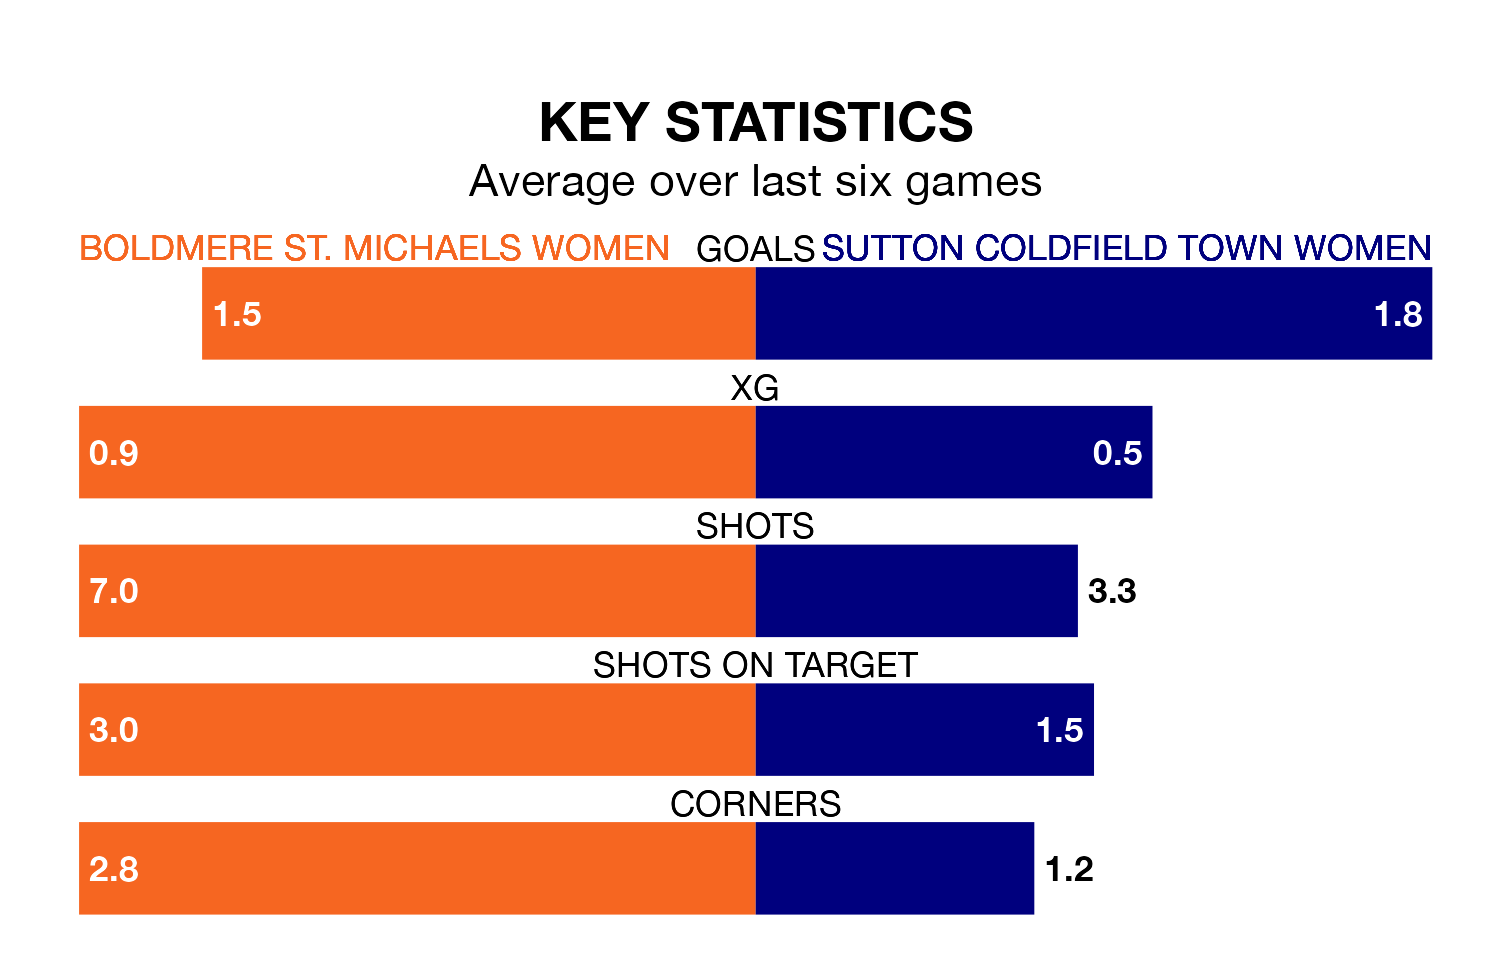 KEY STATISTICS
Average over last six games
BOLDMERE ST. MICHAELS WOMEN GOALS SUTTON COLDFIELD TOWN WOMEN
1.5 1.8
XG
0.9 0.5
SHOTS
7.0 3.3
SHOTS ON TARGET
3.0 1.5
CORNERS
2.8 1.2